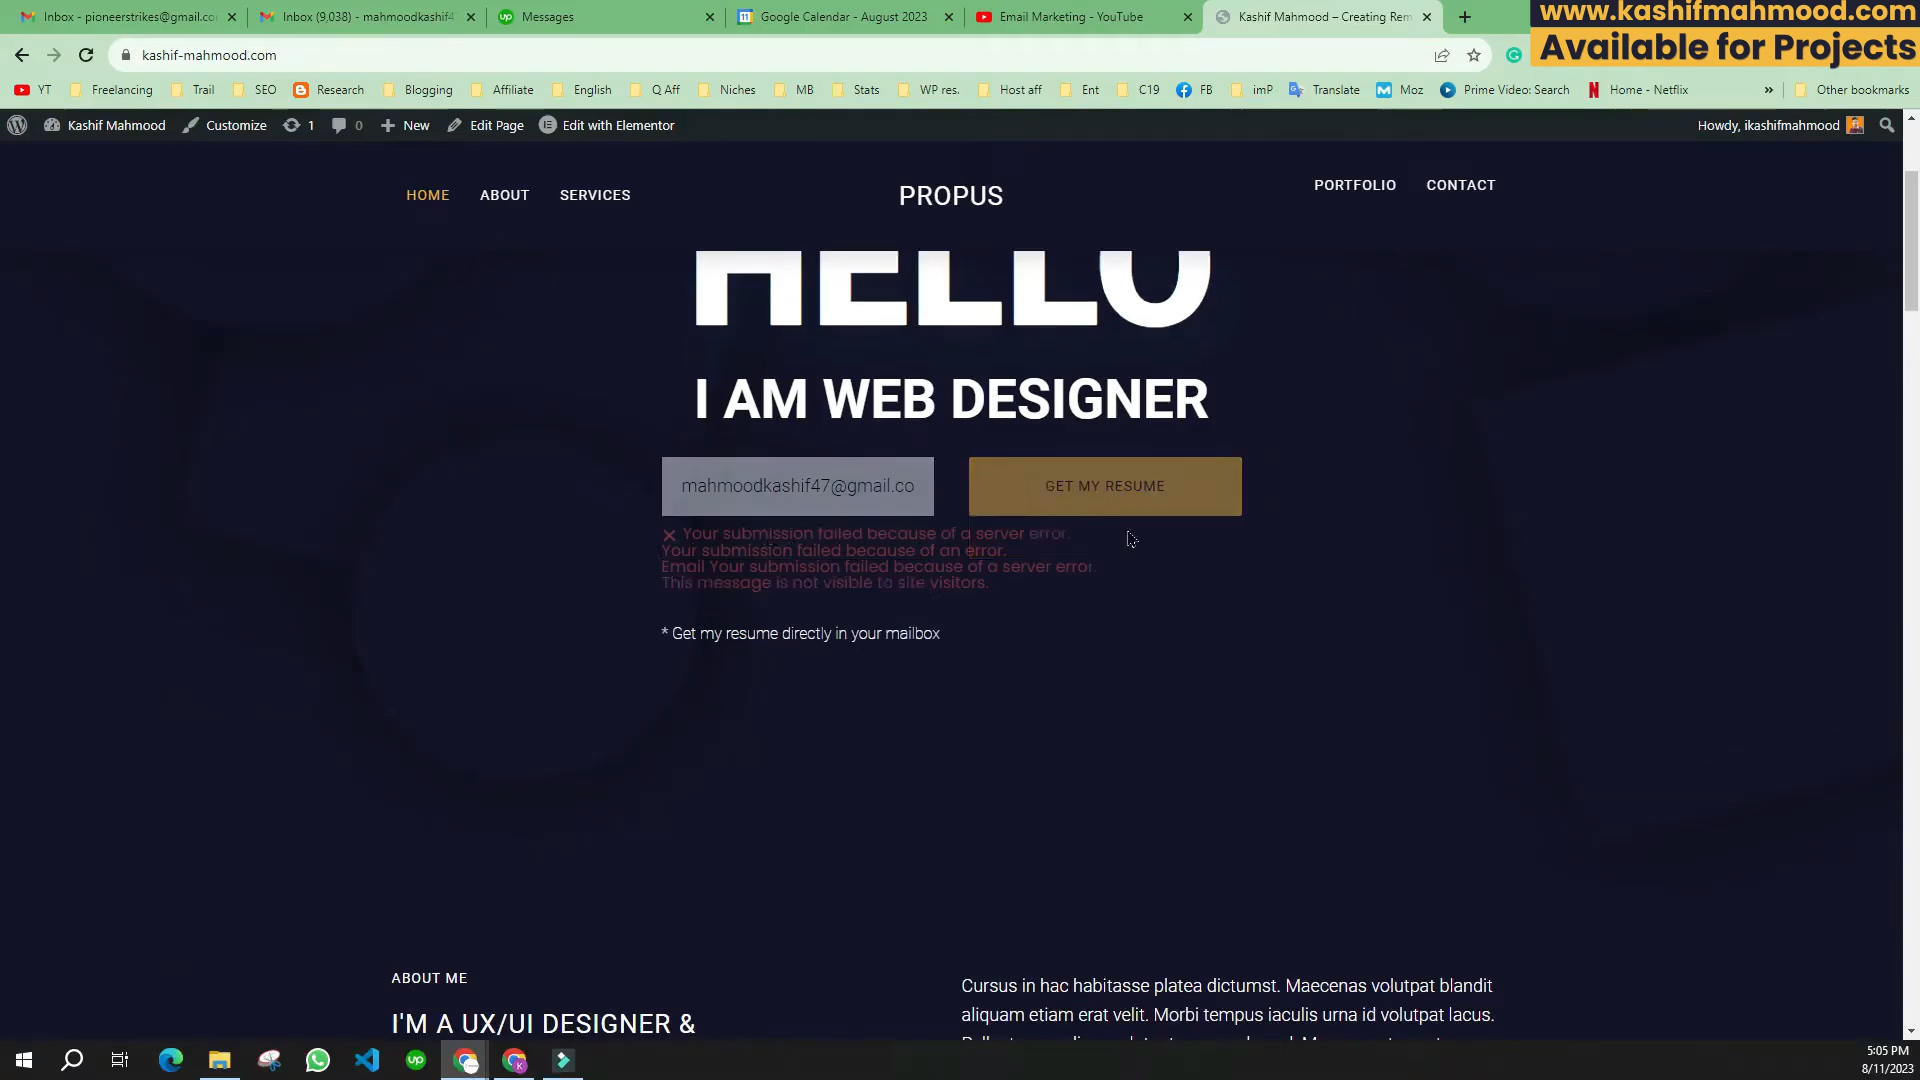 Inbox - pioneerstrikes@gmail.co
Inbox (9,038) - mahmoodkashif4
Messages
Google Calendar - August 2023
Email Marketing - YouTube
Kashif Mahmood – Creating Rem
www.kashifmahmood.com
Available for Projects
kashif-mahmood.com
YT
Freelancing
Trail
SEO
Research
Blogging
Affiliate
English
Q Aff
Niches
MB
Stats
WP res.
Host aff
Ent
C19
FB
imP
Translate
Moz
Prime Video: Search
Home - Netflix
»
Other bookmarks
Kashif Mahmood
Customize
1
0
New
Edit Page
Edit with Elementor
Howdy, ikashifmahmood
HOME
ABOUT
SERVICES
PROPUS
PORTFOLIO
CONTACT
HELLO
I AM WEB DESIGNER
mahmoodkashif47@gmail.co
GET MY RESUME
Your submission failed because of a server error.
Your submission failed because of an error.
Email Your submission failed because of a server error.
This message is not visible to site visitors.
* Get my resume directly in your mailbox
ABOUT ME
I'M A UX/UI DESIGNER &
Cursus in hac habitasse platea dictumst. Maecenas volutpat blandit
aliquam etiam erat velit. Morbi tempus iaculis urna id volutpat lacus.
5:05 PM
8/11/2023